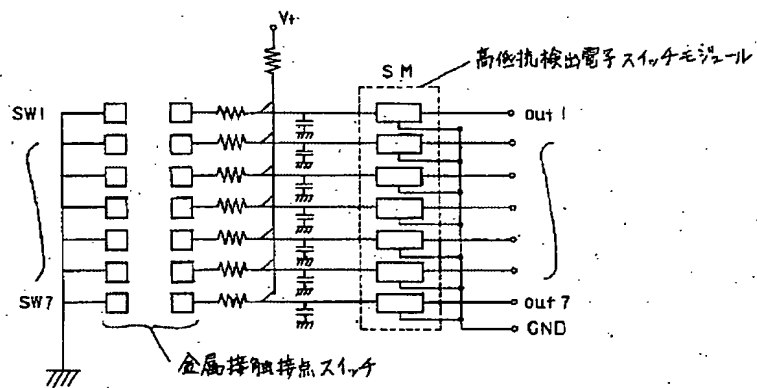 V+
高低抗検出電子スイッチモジュール
SM
SW1
out 1
SW7
out 7
GND
金属接触接点スイッチ